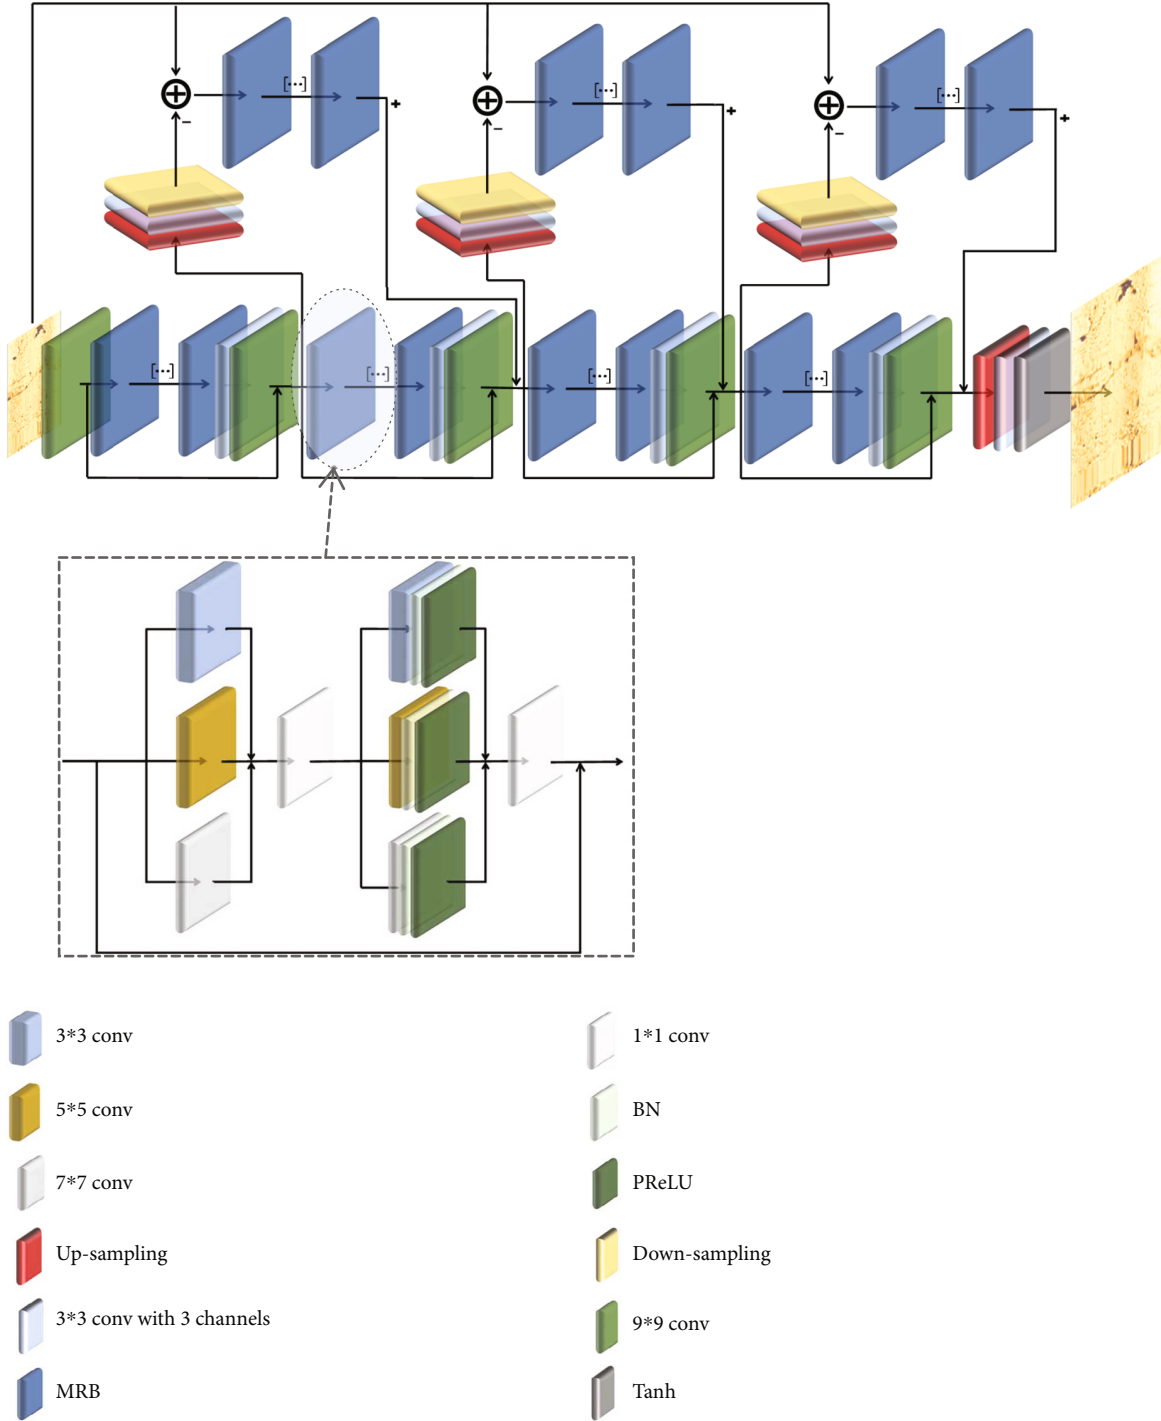 [···] [···] [···]
+ + +
− − −
[···] [···] [···] [···]
3*3 conv
1*1 conv
5*5 conv
BN
7*7 conv
PReLU
Up-sampling
Down-sampling
3*3 conv with 3 channels
9*9 conv
MRB
Tanh